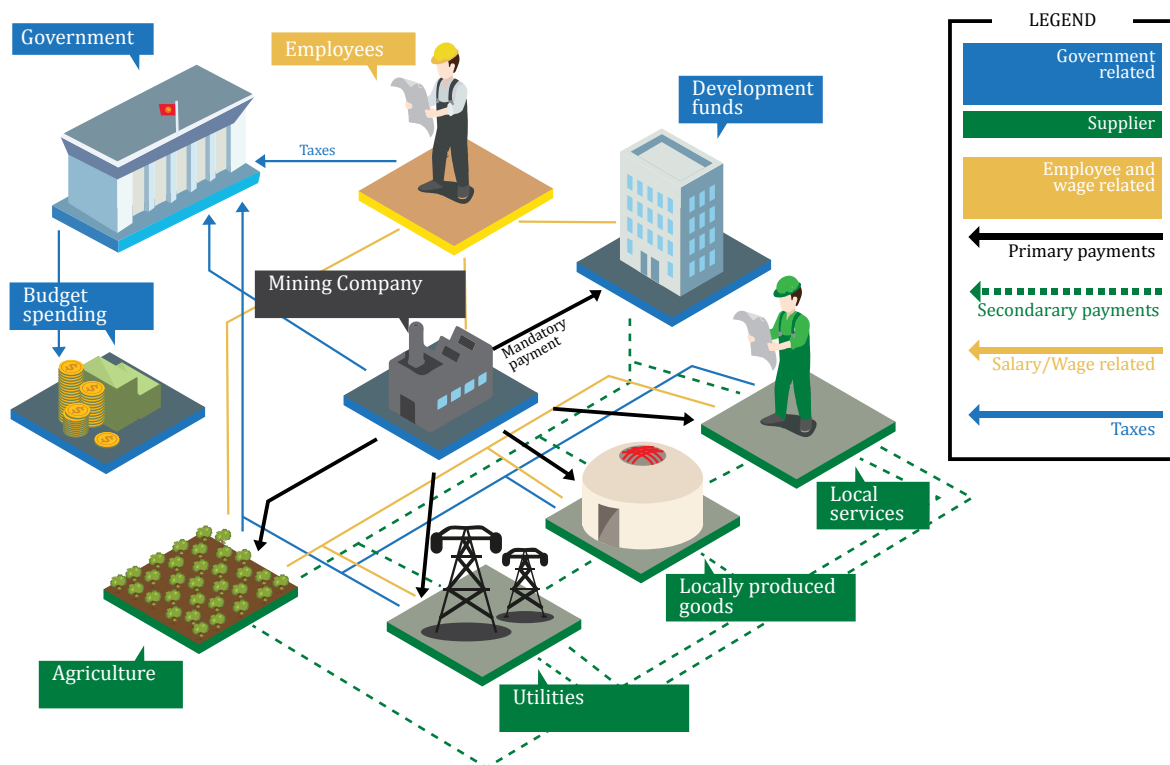 Government
Employees
Development
funds
Taxes
Mining Company
Budget
spending
Mandatory
payment
Local
services
Locally produced
goods
Agriculture
Utilities
LEGEND
Government
related
Supplier
Employee and
wage related
Primary payments
Secondarary payments
Salary/Wage related
Taxes